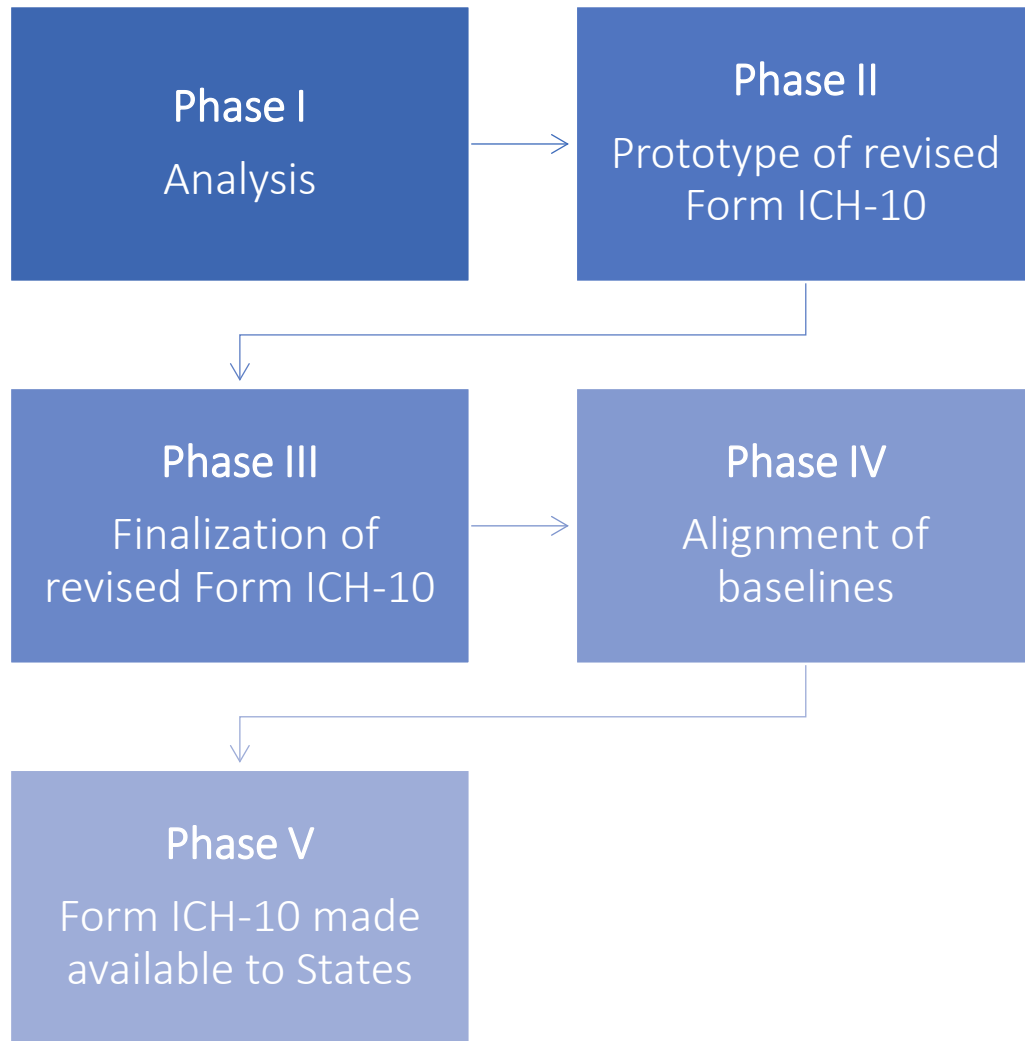 Phase I
Analysis
Phase II
Prototype of revised
Form ICH-10
Phase III
Finalization of
revised Form ICH-10
Phase IV
Alignment of
baselines
Phase V
Form ICH-10 made
available to States